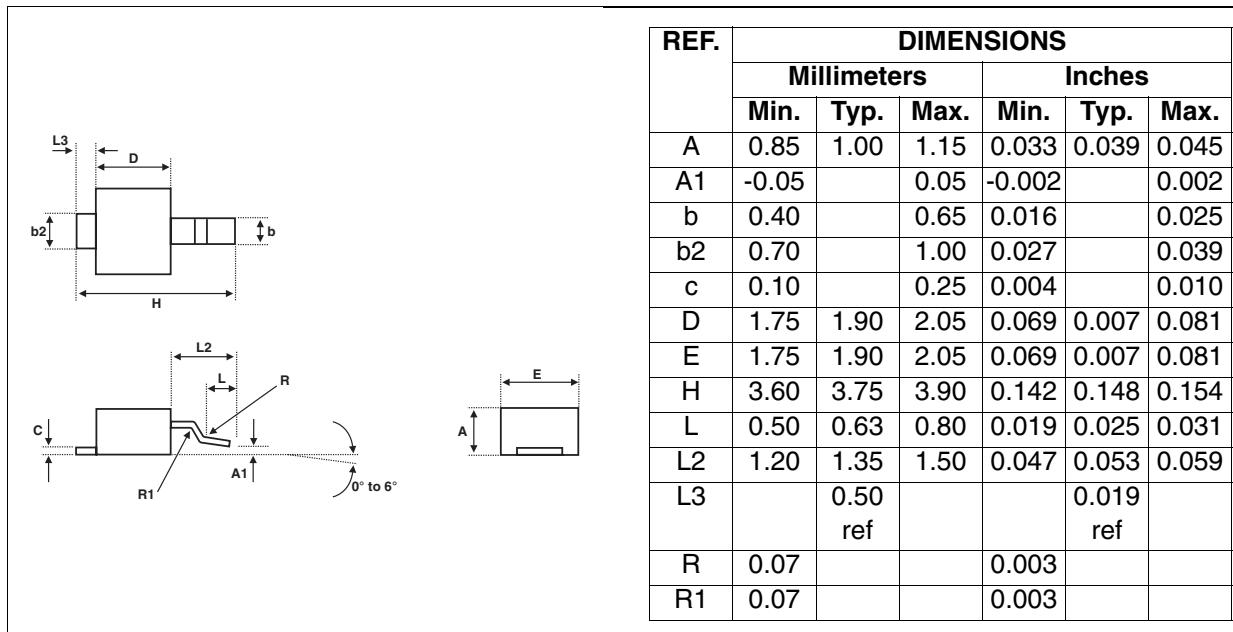 L3
D
b2
b
H
L2
L
R
C
A1
R1
0° to 6°
E
A
REF. DIMENSIONS
Millimeters Inches
Min. Typ. Max. Min. Typ. Max.
A 0.85 1.00 1.15 0.033 0.039 0.045
A1 -0.05 0.05 -0.002 0.002
b 0.40 0.65 0.016 0.025
b2 0.70 1.00 0.027 0.039
c 0.10 0.25 0.004 0.010
D 1.75 1.90 2.05 0.069 0.007 0.081
E 1.75 1.90 2.05 0.069 0.007 0.081
H 3.60 3.75 3.90 0.142 0.148 0.154
L 0.50 0.63 0.80 0.019 0.025 0.031
L2 1.20 1.35 1.50 0.047 0.053 0.059
L3 0.50 0.019
ref ref
R 0.07 0.003
R1 0.07 0.003